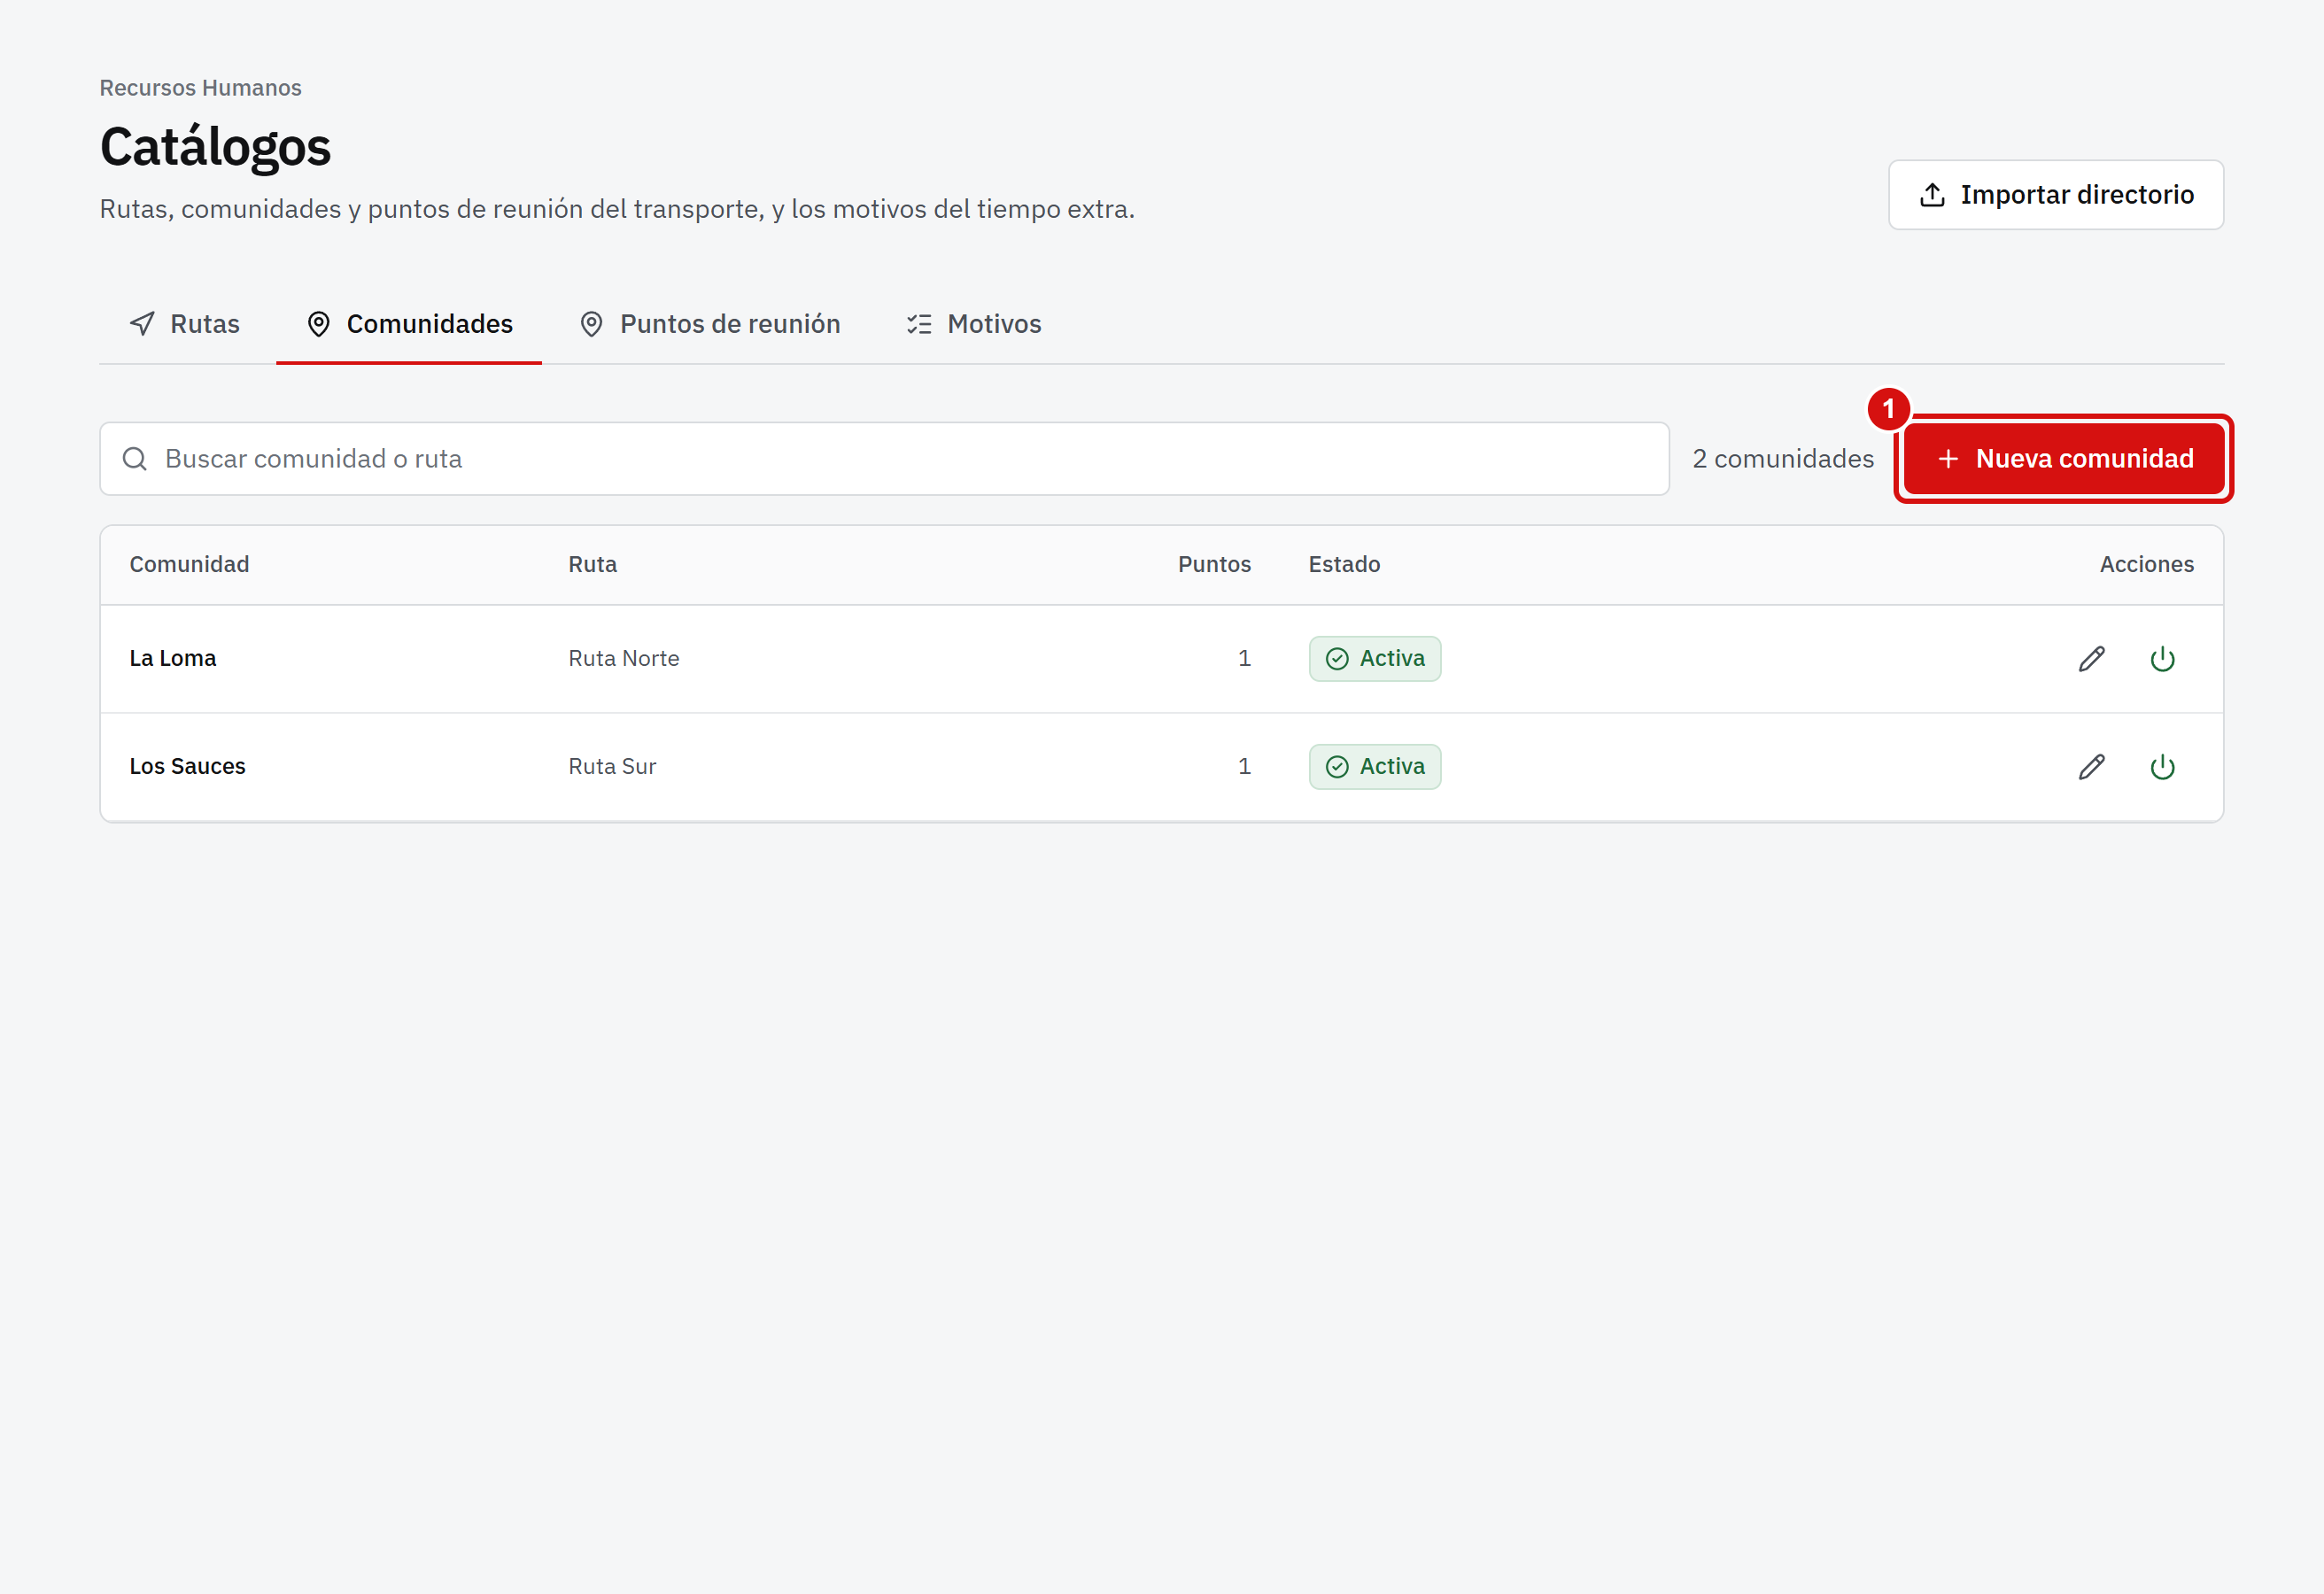 Recursos Humanos
Catálogos
Rutas, comunidades y puntos de reunión del transporte, y los motivos del tiempo extra.
Importar directorio
Rutas Comunidades Puntos de reunión Motivos
Buscar comunidad o ruta 2 comunidades 1 Nueva comunidad
Comunidad Ruta Puntos Estado Acciones
La Loma Ruta Norte 1 Activa
Los Sauces Ruta Sur 1 Activa